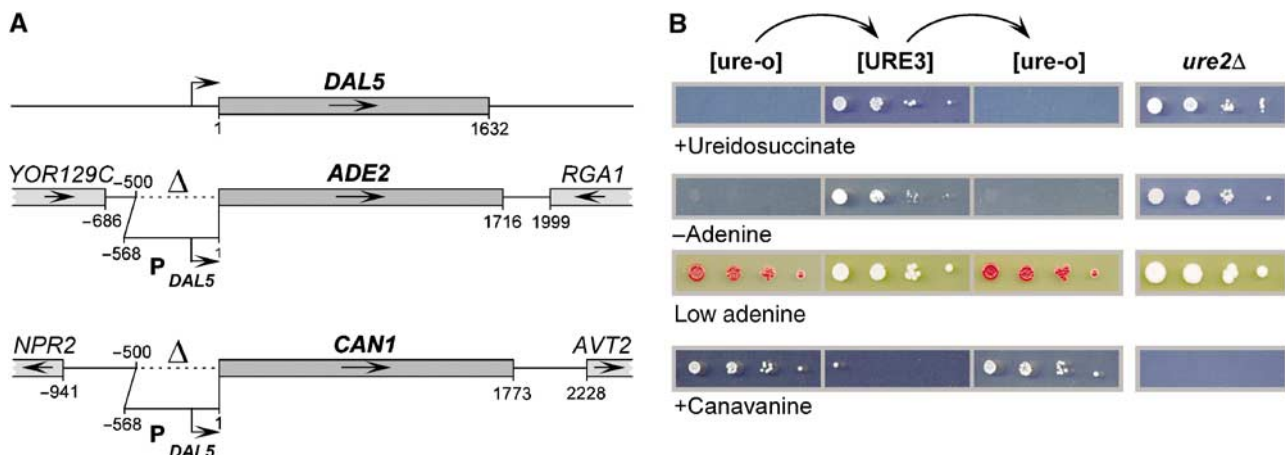 A
DAL5
1
1632
YOR129C
-500
Δ
ADE2
RGA1
-686
1716
1999
-568
1
P DAL5
NPR2
-500
Δ
CAN1
AVT2
-941
1773
2228
-568
1
P DAL5
B
[ure-o] [URE3] [ure-o] ure2Δ
+Ureidosuccinate
–Adenine
Low adenine
+Canavanine